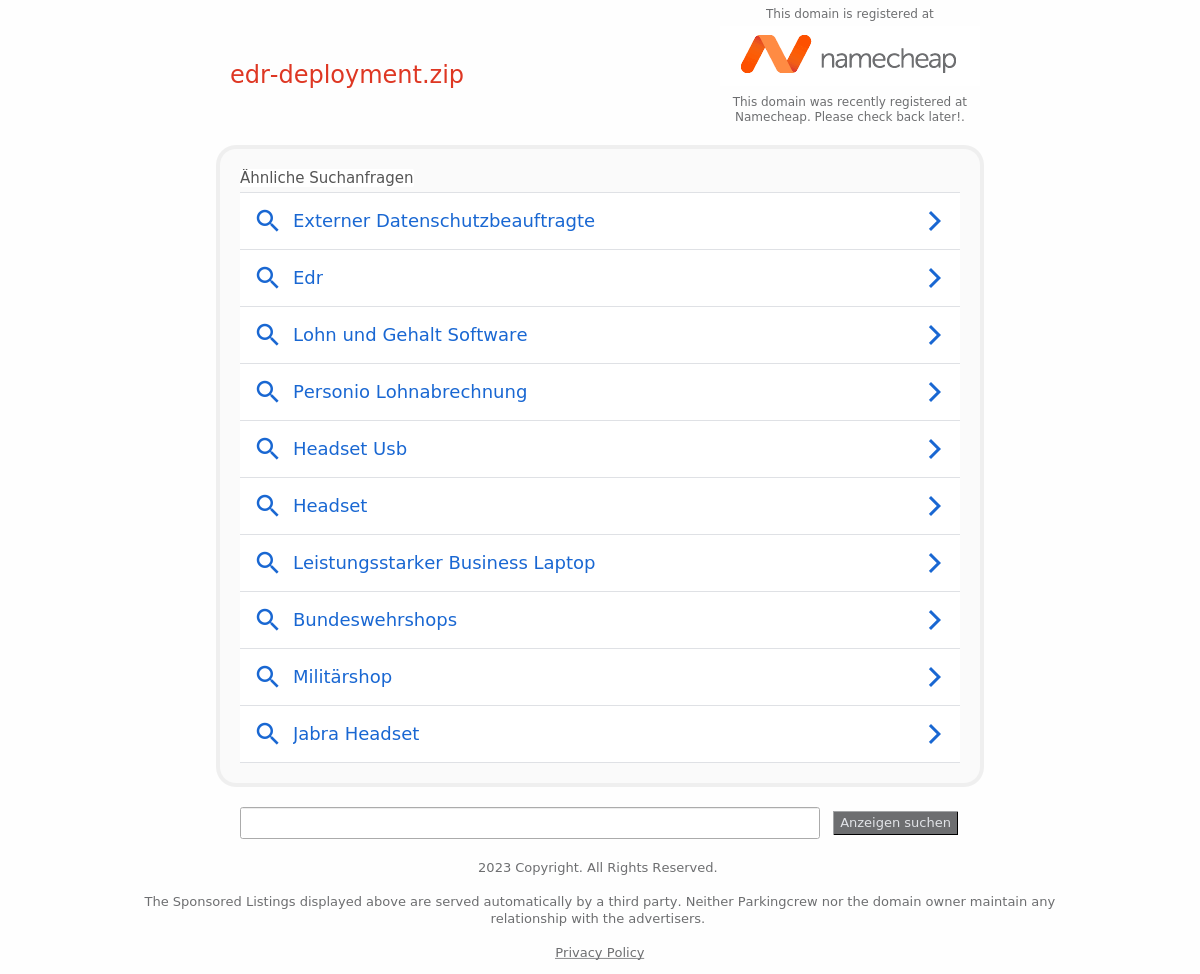 This domain is registered at
namecheap
edr-deployment.zip
This domain was recently registered at
Namecheap. Please check back later!.
Ähnliche Suchanfragen
Externer Datenschutzbeauftragte
Edr
Lohn und Gehalt Software
Personio Lohnabrechnung
Headset Usb
Headset
Leistungsstarker Business Laptop
Bundeswehrshops
Militärshop
Jabra Headset
Anzeigen suchen
2023 Copyright. All Rights Reserved.
The Sponsored Listings displayed above are served automatically by a third party. Neither Parkingcrew nor the domain owner maintain any
relationship with the advertisers.
Privacy Policy